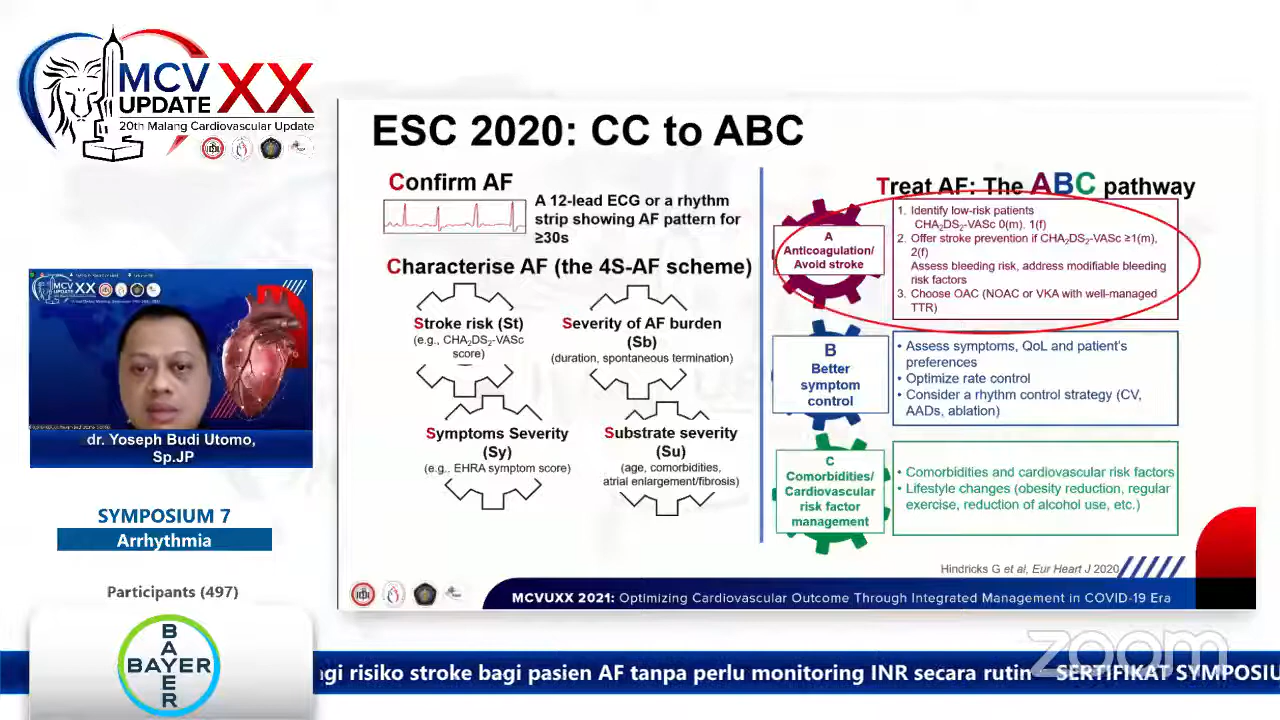 MCV XX
UPDATE
20th Malang Cardiovascular Update
dr. Yoseph Budi Utomo,
Sp.JP
SYMPOSIUM 7
Arrhythmia
Participants (497)
BAYER
BAYER
ESC 2020: CC to ABC
Confirm AF
A 12-lead ECG or a rhythm
strip showing AF pattern for
≥30s
Characterise AF (the 4S-AF scheme)
Stroke risk (St)
(e.g., CHA₂DS₂-VASc
score)
Severity of AF burden
(Sb)
(duration, spontaneous termination)
Symptoms Severity
(Sy)
(e.g., EHRA symptom score)
Substrate severity
(Su)
(age, comorbidities,
atrial enlargement/fibrosis)
Treat AF: The ABC pathway
A
Anticoagulation/
Avoid stroke
1. Identify low-risk patients
CHA₂DS₂-VASc 0(m), 1(f)
2. Offer stroke prevention if CHA₂DS₂-VASc ≥1(m),
2(f)
Assess bleeding risk, address modifiable bleeding
risk factors
3. Choose OAC (NOAC or VKA with well-managed
TTR)
B
Better
symptom
control
• Assess symptoms, QoL and patient's
preferences
• Optimize rate control
• Consider a rhythm control strategy (CV,
AADs, ablation)
C
Comorbidities/
Cardiovascular
risk factor
management
• Comorbidities and cardiovascular risk factors
• Lifestyle changes (obesity reduction, regular
exercise, reduction of alcohol use, etc.)
Hindricks G et al, Eur Heart J 2020
MCVUXX 2021: Optimizing Cardiovascular Outcome Through Integrated Management in COVID-19 Era
zoom
gi risiko stroke bagi pasien AF tanpa perlu monitoring INR secara rutin SERTIFIKAT SYMPOSIU